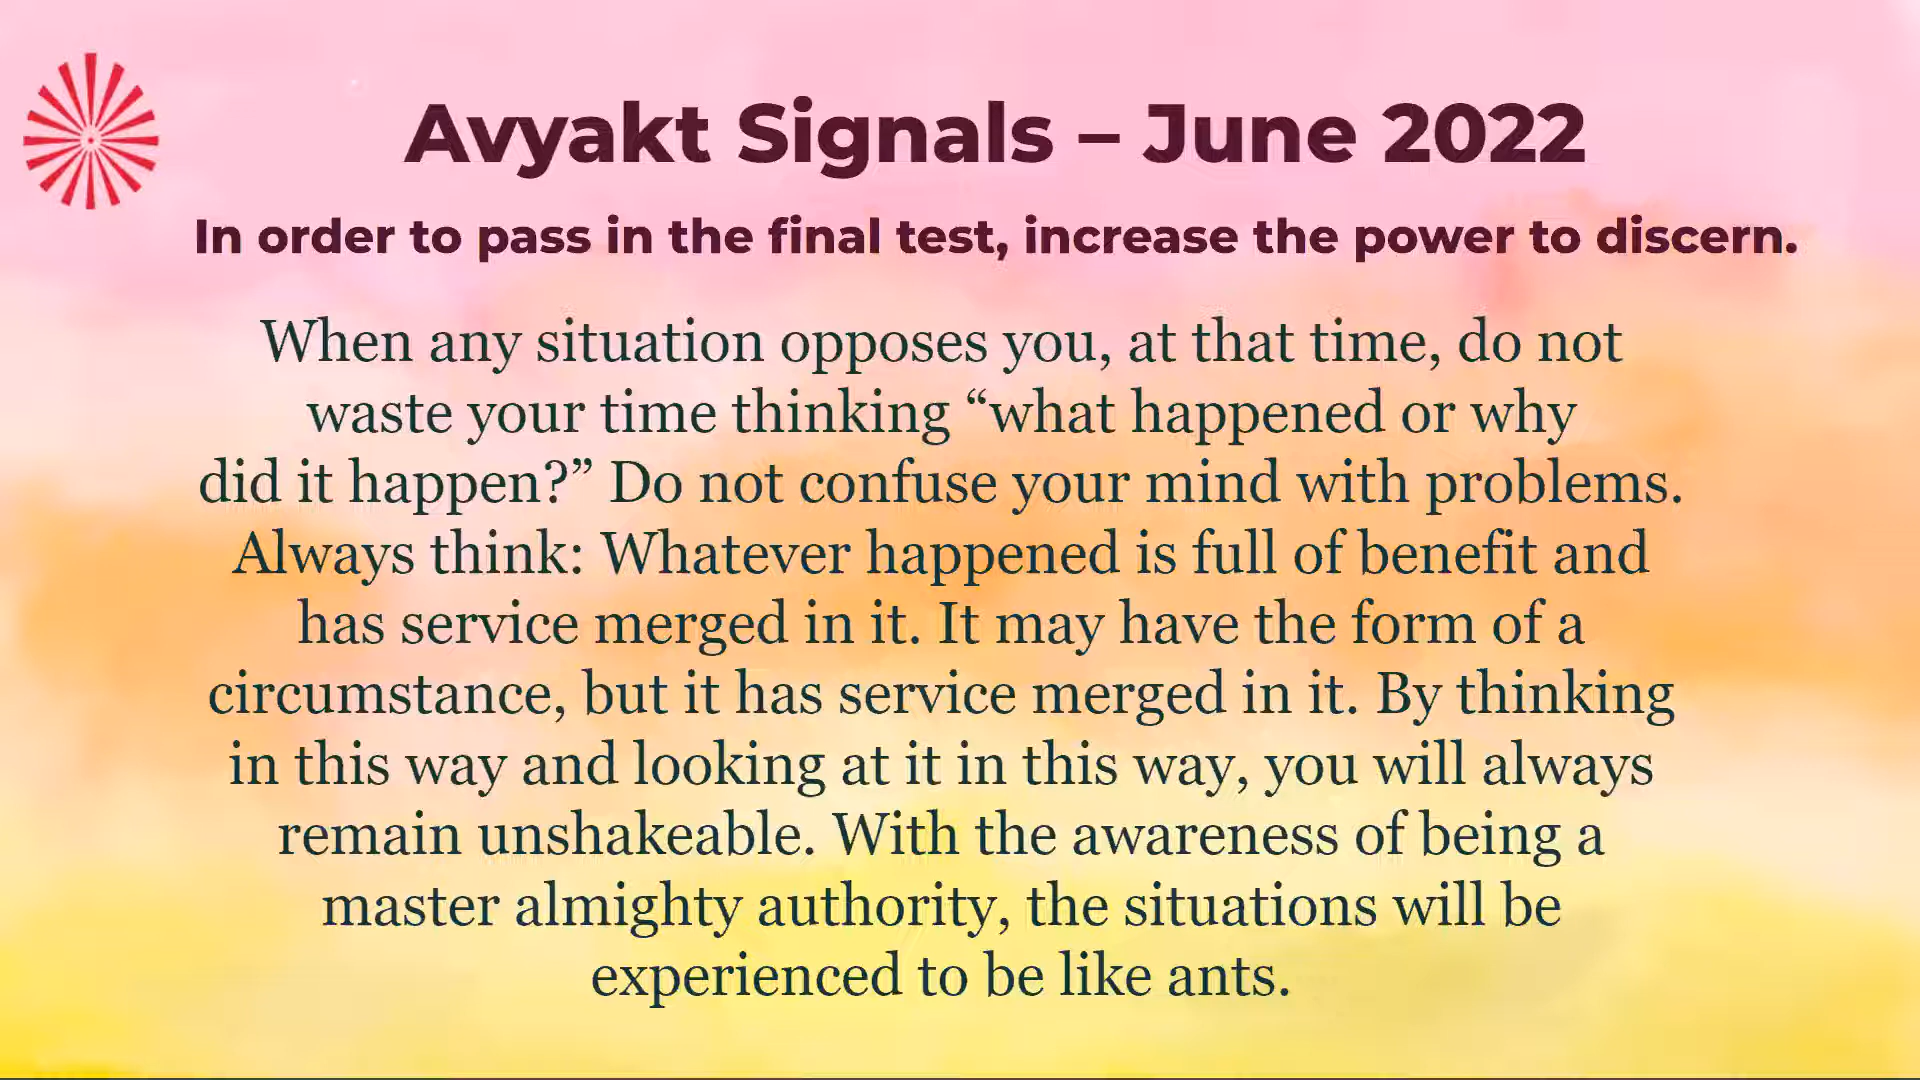 Avyakt Signals – June 2022
In order to pass in the final test, increase the power to discern.
When any situation opposes you, at that time, do not
waste your time thinking “what happened or why
did it happen?” Do not confuse your mind with problems.
Always think: Whatever happened is full of benefit and
has service merged in it. It may have the form of a
circumstance, but it has service merged in it. By thinking
in this way and looking at it in this way, you will always
remain unshakeable. With the awareness of being a
master almighty authority, the situations will be
experienced to be like ants.